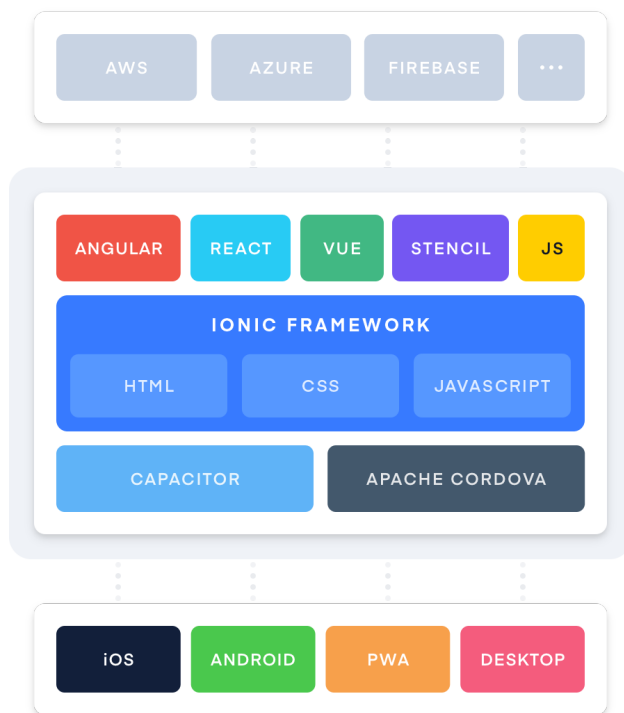 AWS AZURE FIREBASE ...
ANGULAR REACT VUE STENCIL JS
IONIC FRAMEWORK
HTML CSS JAVASCRIPT
CAPACITOR APACHE CORDOVA
iOS ANDROID PWA DESKTOP